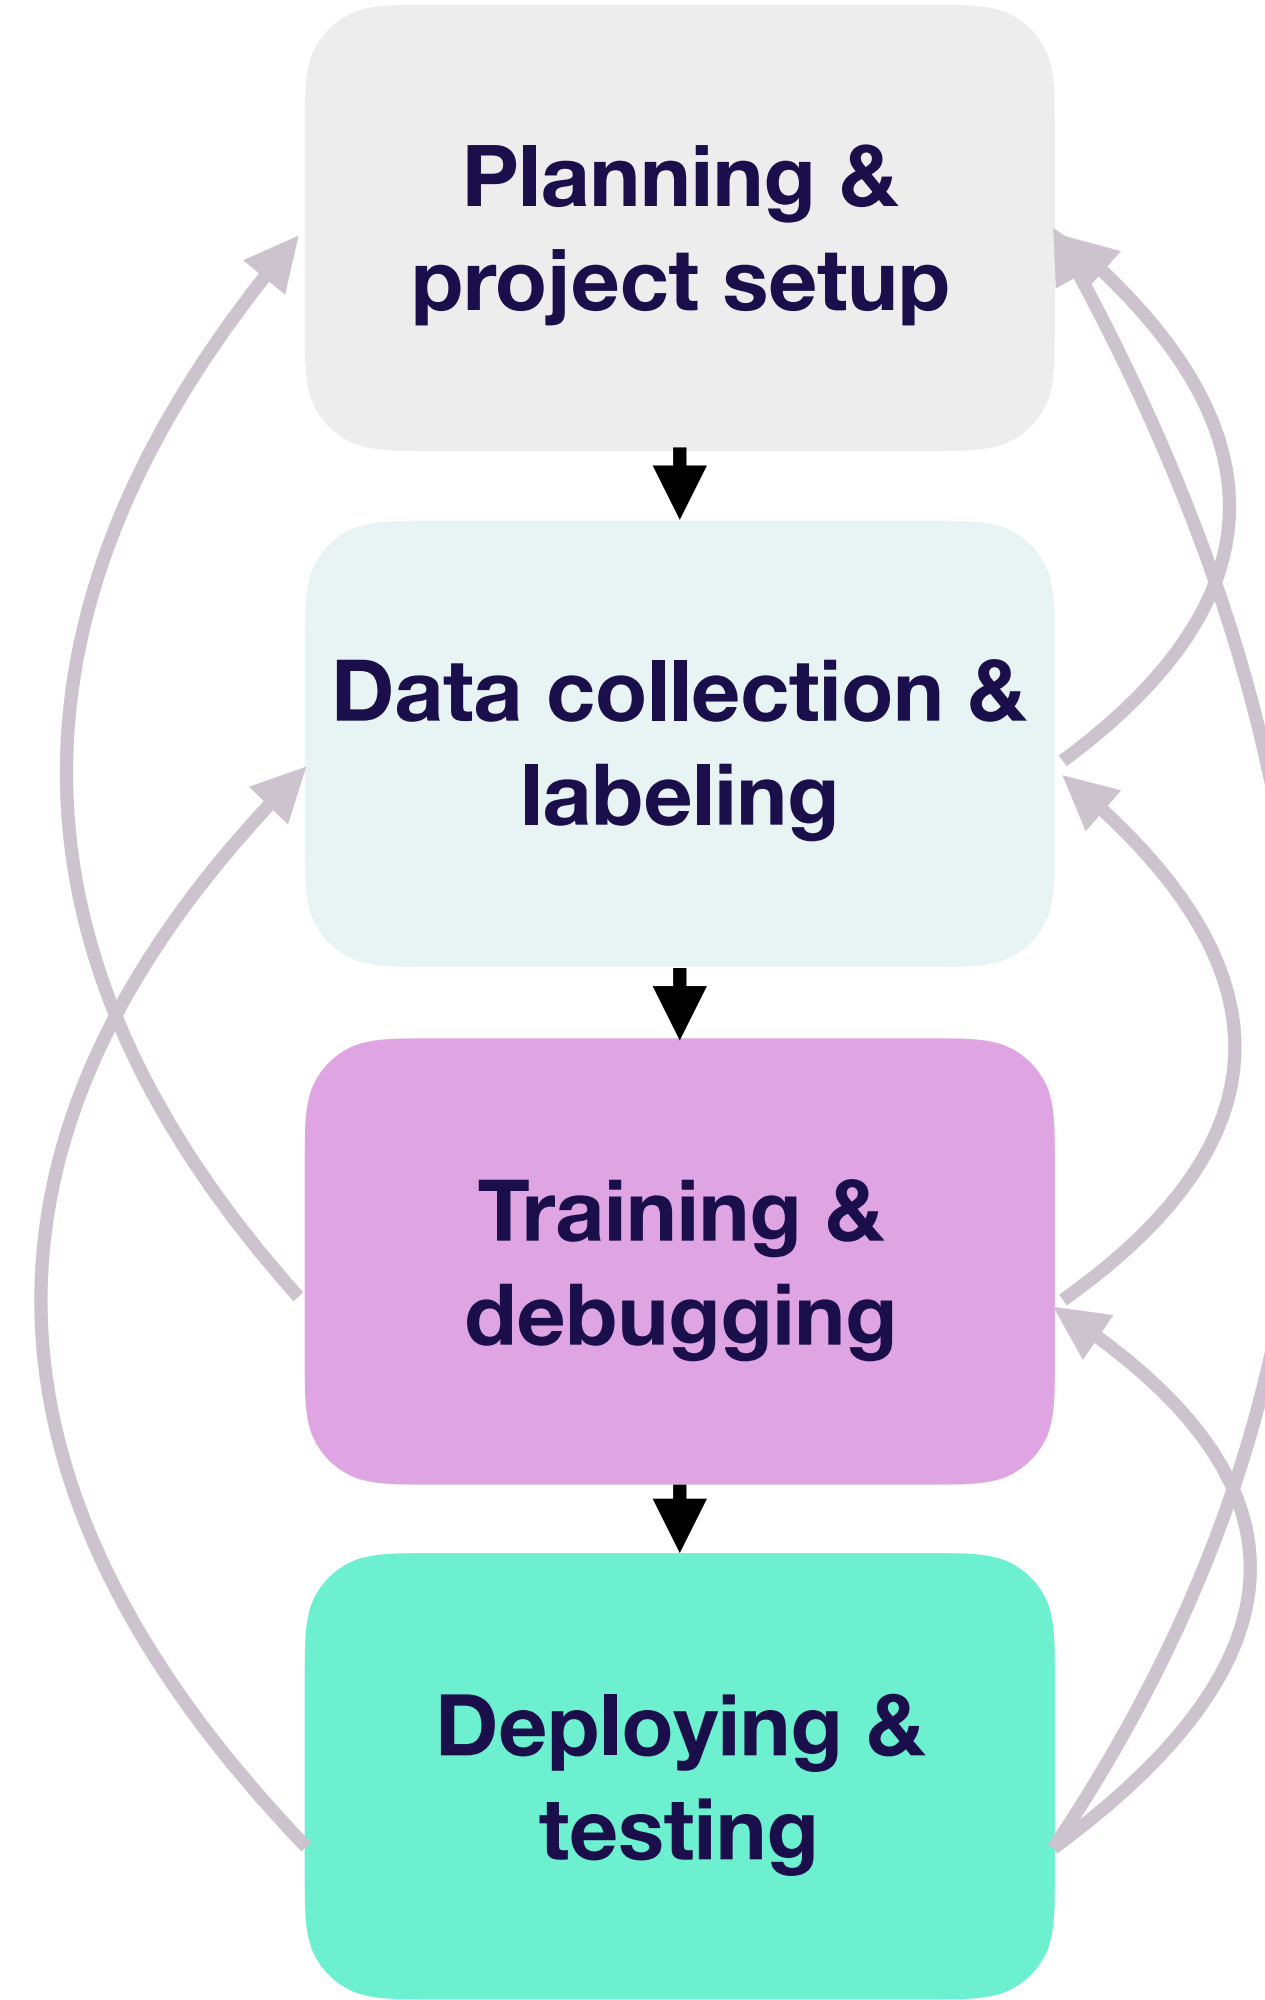 Planning &
project setup
Data collection &
labeling
Training &
debugging
Deploying &
testing